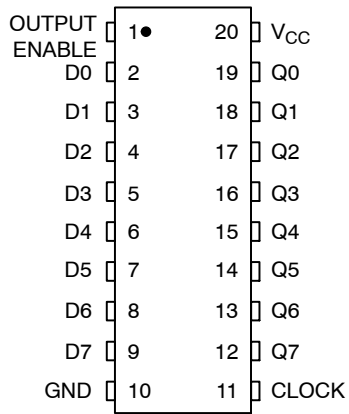 OUTPUT ENABLE 1 20 VCC
D0 2 19 Q0
D1 3 18 Q1
D2 4 17 Q2
D3 5 16 Q3
D4 6 15 Q4
D5 7 14 Q5
D6 8 13 Q6
D7 9 12 Q7
GND 10 11 CLOCK